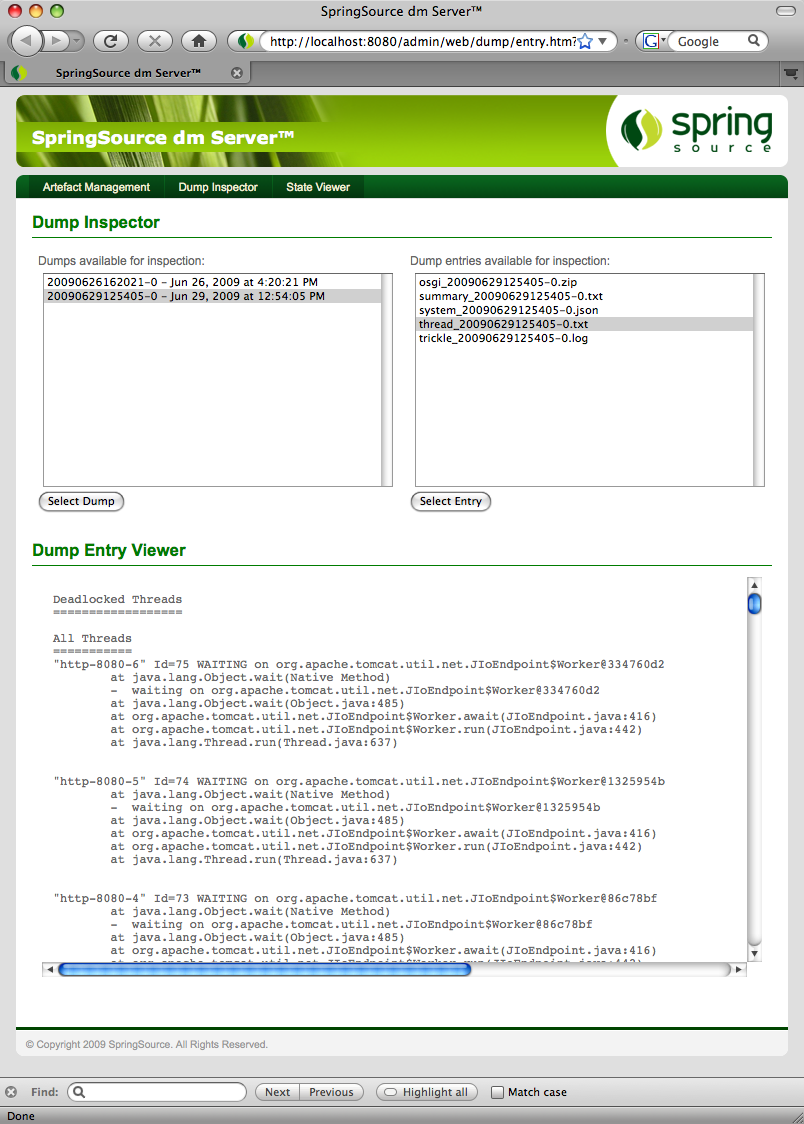 SpringSource dm Server™
http://localhost:8080/admin/web/dump/entry.htm?
G Google
SpringSource dm Server™
SpringSource dm Server™
spring
source
Artefact Management Dump Inspector State Viewer
Dump Inspector
Dumps available for inspection: Dump entries available for inspection:
20090626162021-0 – Jun 26, 2009 at 4:20:21 PM
20090629125405-0 – Jun 29, 2009 at 12:54:05 PM
osgi_20090629125405-0.zip
summary_20090629125405-0.txt
system_20090629125405-0.json
thread_20090629125405-0.txt
trickle_20090629125405-0.log
Select Dump Select Entry
Dump Entry Viewer
Deadlocked Threads
==================
All Threads
===========
"http-8080-6" Id=75 WAITING on org.apache.tomcat.util.net.JIoEndpoint$Worker@334760d2
at java.lang.Object.wait(Native Method)
- waiting on org.apache.tomcat.util.net.JIoEndpoint$Worker@334760d2
at java.lang.Object.wait(Object.java:485)
at org.apache.tomcat.util.net.JIoEndpoint$Worker.await(JIoEndpoint.java:416)
at org.apache.tomcat.util.net.JIoEndpoint$Worker.run(JIoEndpoint.java:442)
at java.lang.Thread.run(Thread.java:637)
"http-8080-5" Id=74 WAITING on org.apache.tomcat.util.net.JIoEndpoint$Worker@1325954b
at java.lang.Object.wait(Native Method)
- waiting on org.apache.tomcat.util.net.JIoEndpoint$Worker@1325954b
at java.lang.Object.wait(Object.java:485)
at org.apache.tomcat.util.net.JIoEndpoint$Worker.await(JIoEndpoint.java:416)
at org.apache.tomcat.util.net.JIoEndpoint$Worker.run(JIoEndpoint.java:442)
at java.lang.Thread.run(Thread.java:637)
"http-8080-4" Id=73 WAITING on org.apache.tomcat.util.net.JIoEndpoint$Worker@86c78bf
at java.lang.Object.wait(Native Method)
- waiting on org.apache.tomcat.util.net.JIoEndpoint$Worker@86c78bf
at java.lang.Object.wait(Object.java:485)
at org.apache.tomcat.util.net.JIoEndpoint$Worker.await(JIoEndpoint.java:416)
at org.apache.tomcat.util.net.JIoEndpoint$Worker.run(JIoEndpoint.java:442)
© Copyright 2009 SpringSource. All Rights Reserved.
Find: Next Previous Highlight all Match case
Done